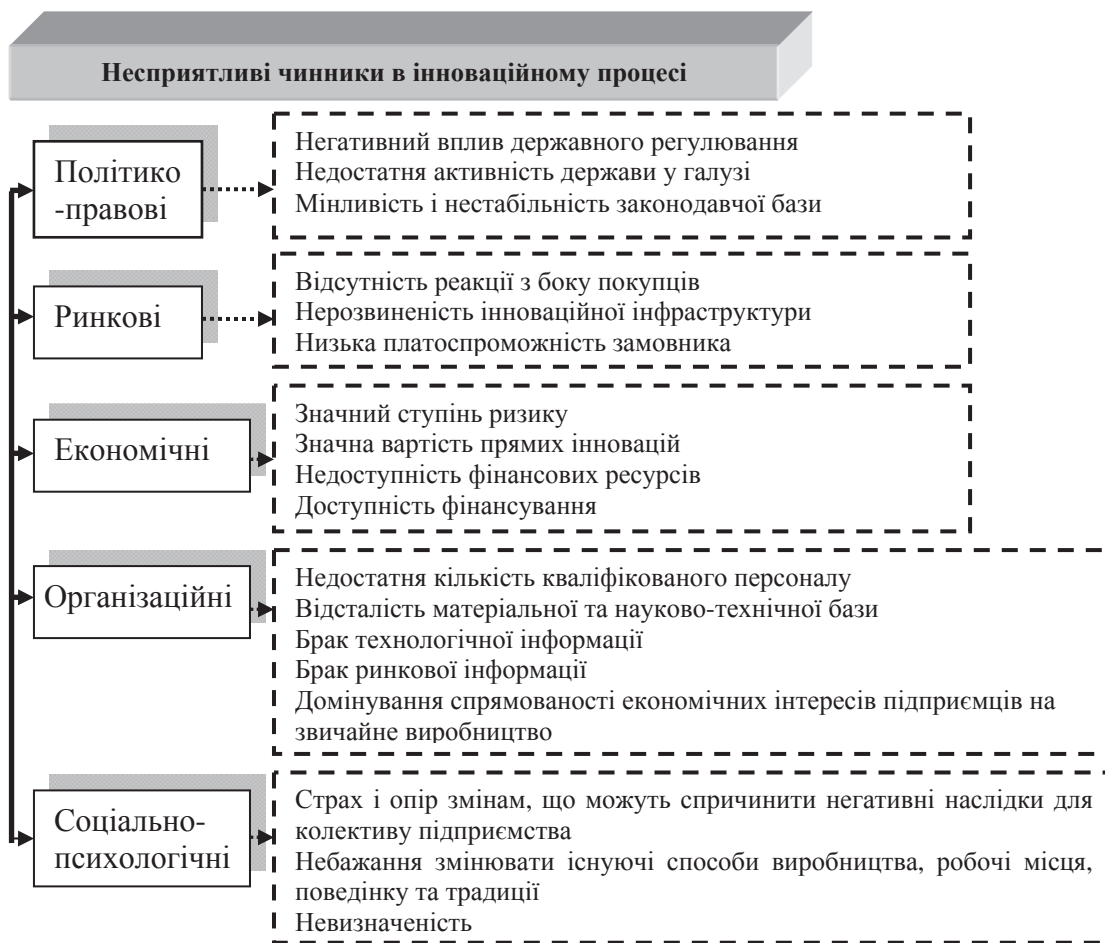 Несприятливі чинники в інноваційному процесі
Політико
-правові
Негативний вплив державного регулювання
Недостатня активність держави у галузі
Мінливість і нестабільність законодавчої бази
Ринкові
Відсутність реакції з боку покупців
Нерозвиненість інноваційної інфраструктури
Низька платоспроможність замовника
Економічні
Значний ступінь ризику
Значна вартість прямих інновацій
Недоступність фінансових ресурсів
Доступність фінансування
Організаційні
Недостатня кількість кваліфікованого персоналу
Відсталість матеріальної та науково-технічної бази
Брак технологічної інформації
Брак ринкової інформації
Домінування спрямованості економічних інтересів підприємців на
звичайне виробництво
Соціально-
психологічні
Страх і опір змінам, що можуть спричинити негативні наслідки для
колективу підприємства
Небажання змінювати існуючі способи виробництва, робочі місця,
поведінку та традиції
Невизначеність